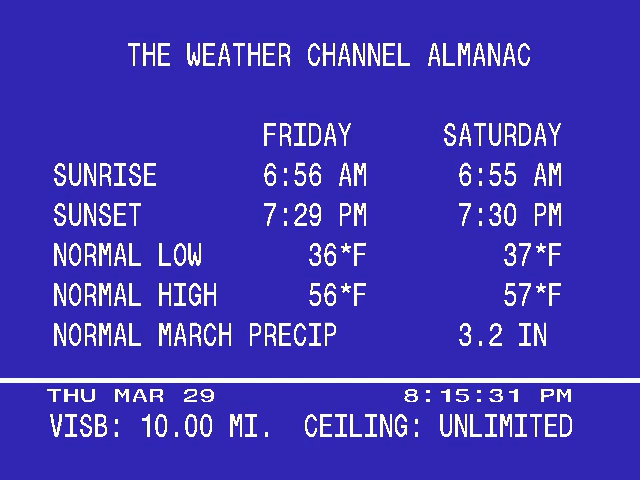 THE WEATHER CHANNEL ALMANAC
FRIDAY SATURDAY
SUNRISE 6:56 AM 6:55 AM
SUNSET 7:29 PM 7:30 PM
NORMAL LOW 36*F 37*F
NORMAL HIGH 56*F 57*F
NORMAL MARCH PRECIP 3.2 IN
THU MAR 29 8:15:31 PM
VISB: 10.00 MI. CEILING: UNLIMITED